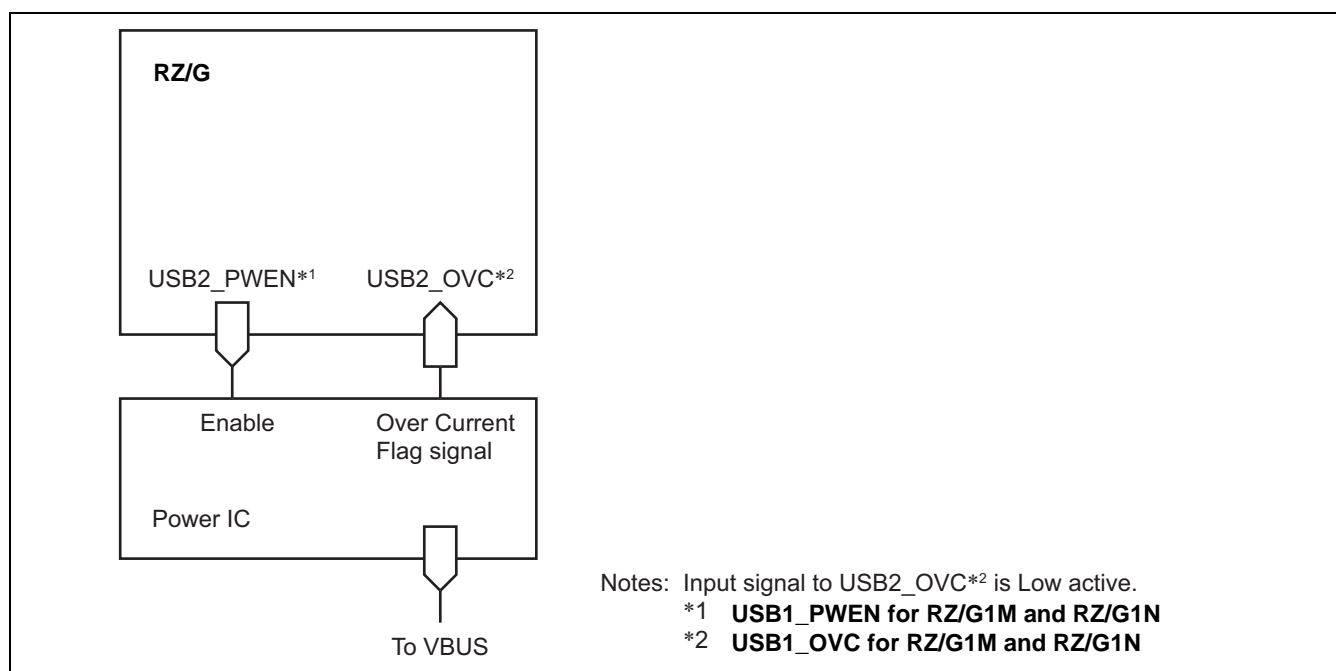 RZ/G
USB2_PWEN*1 USB2_OVC*2
Enable Over Current
Flag signal
Power IC
To VBUS
Notes: Input signal to USB2_OVC*2 is Low active.
*1 USB1_PWEN for RZ/G1M and RZ/G1N
*2 USB1_OVC for RZ/G1M and RZ/G1N